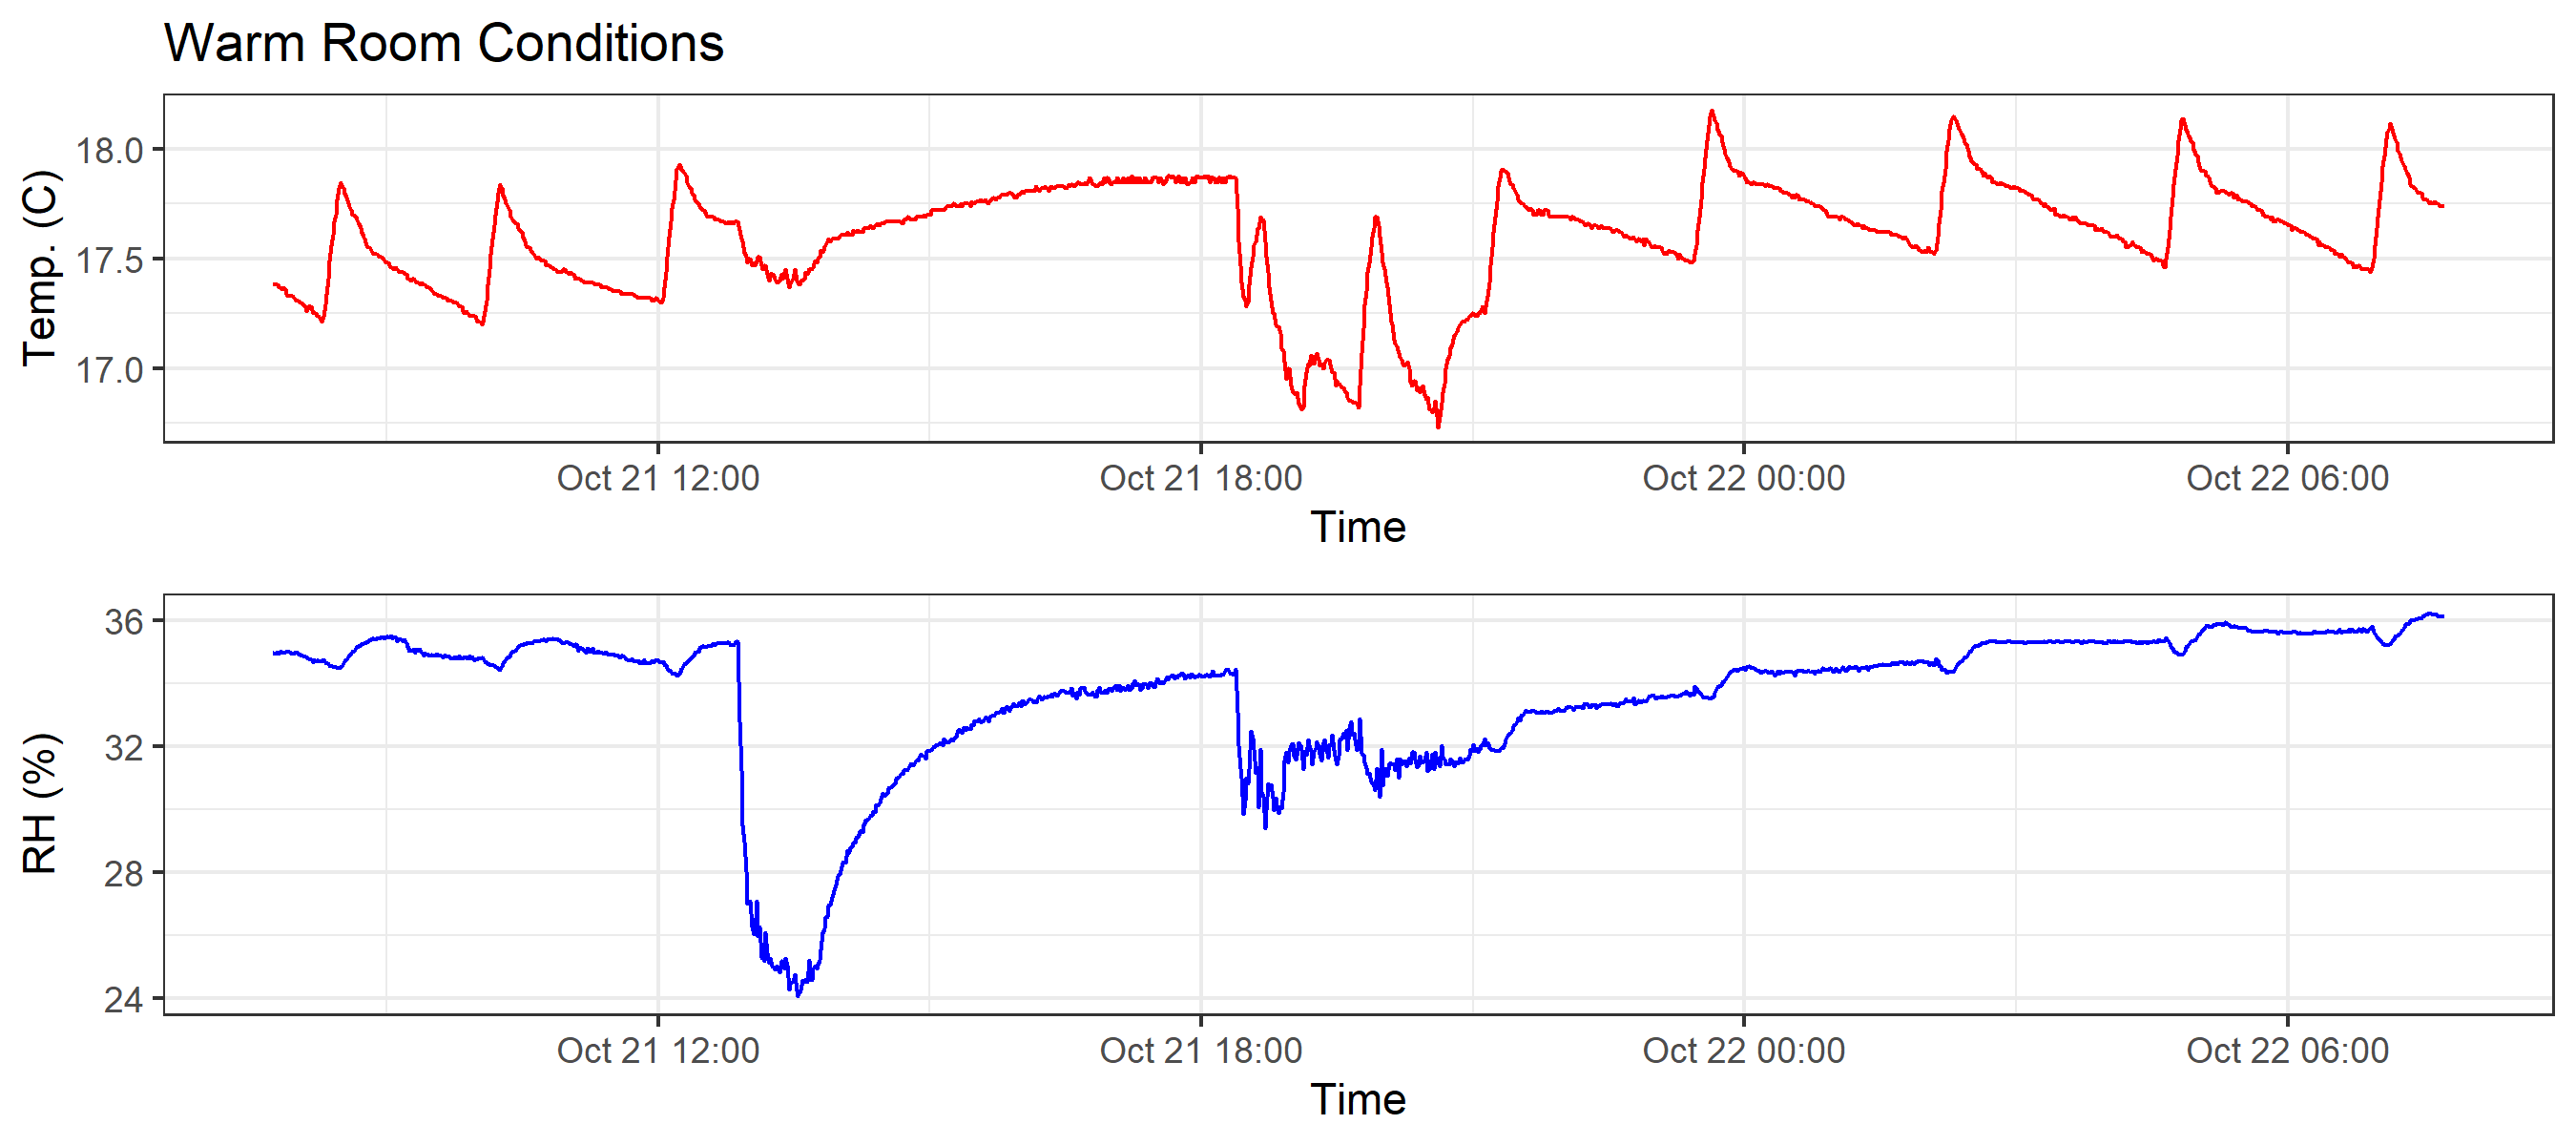 Warm Room Conditions
Temp. (C)
18.0
17.5
17.0
Oct 21 12:00 Oct 21 18:00 Oct 22 00:00 Oct 22 06:00
Time
RH (%)
36
32
28
24
Oct 21 12:00 Oct 21 18:00 Oct 22 00:00 Oct 22 06:00
Time